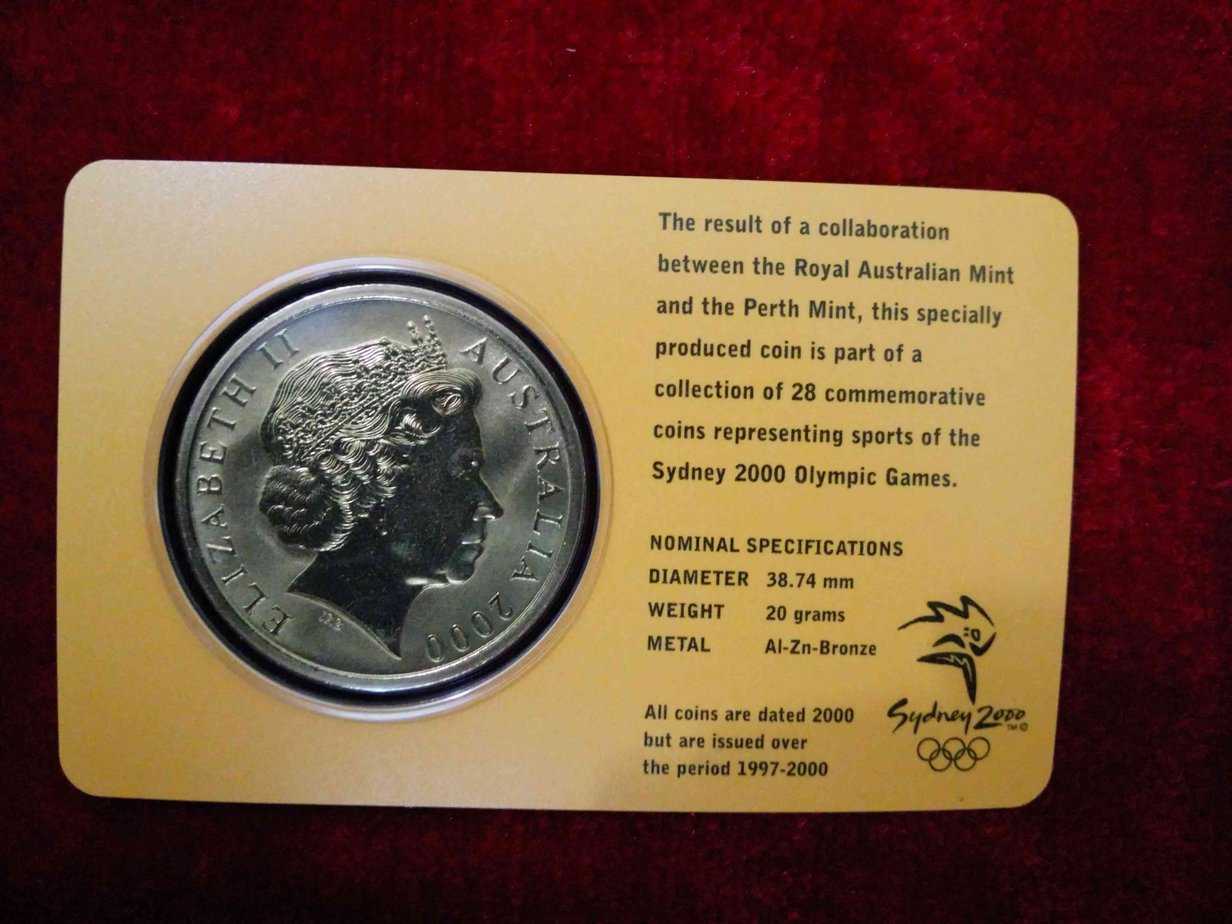 ELIZABETH II
AUSTRALIA 2000
The result of a collaboration
between the Royal Australian Mint
and the Perth Mint, this specially
produced coin is part of a
collection of 28 commemorative
coins representing sports of the
Sydney 2000 Olympic Games.
NOMINAL SPECIFICATIONS
DIAMETER 38.74 mm
WEIGHT 20 grams
METAL Al-Zn-Bronze
All coins are dated 2000
but are issued over
the period 1997-2000
Sydney 2000
TM ©